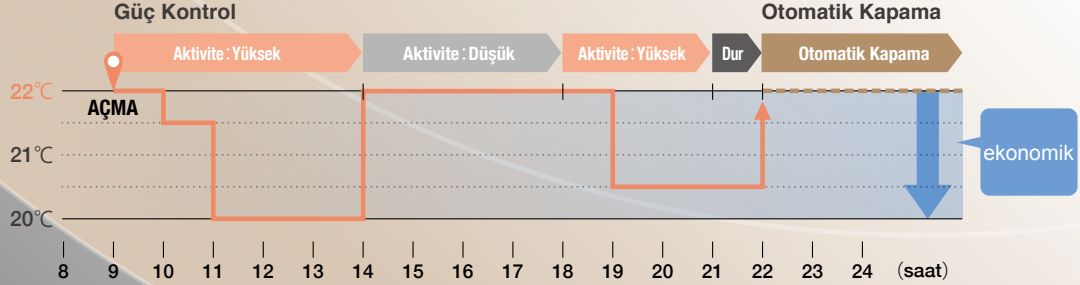 Güç Kontrol Otomatik Kapama
Aktivite: Yüksek Aktivite: Düşük Aktivite: Yüksek Dur Otomatik Kapama
22℃
AÇMA
21℃
ekonomik
20℃
8 9 10 11 12 13 14 15 16 17 18 19 20 21 22 23 24 (saat)